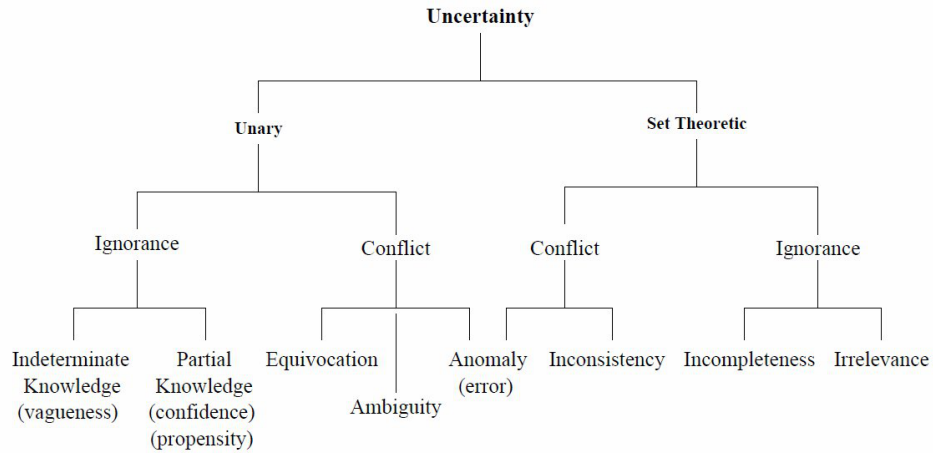 Uncertainty
Unary
Set Theoretic
Ignorance
Conflict
Conflict
Ignorance
Indeterminate
Knowledge
(vagueness)
Partial
Knowledge
(confidence)
(propensity)
Equivocation
Ambiguity
Anomaly
(error)
Inconsistency
Incompleteness
Irrelevance